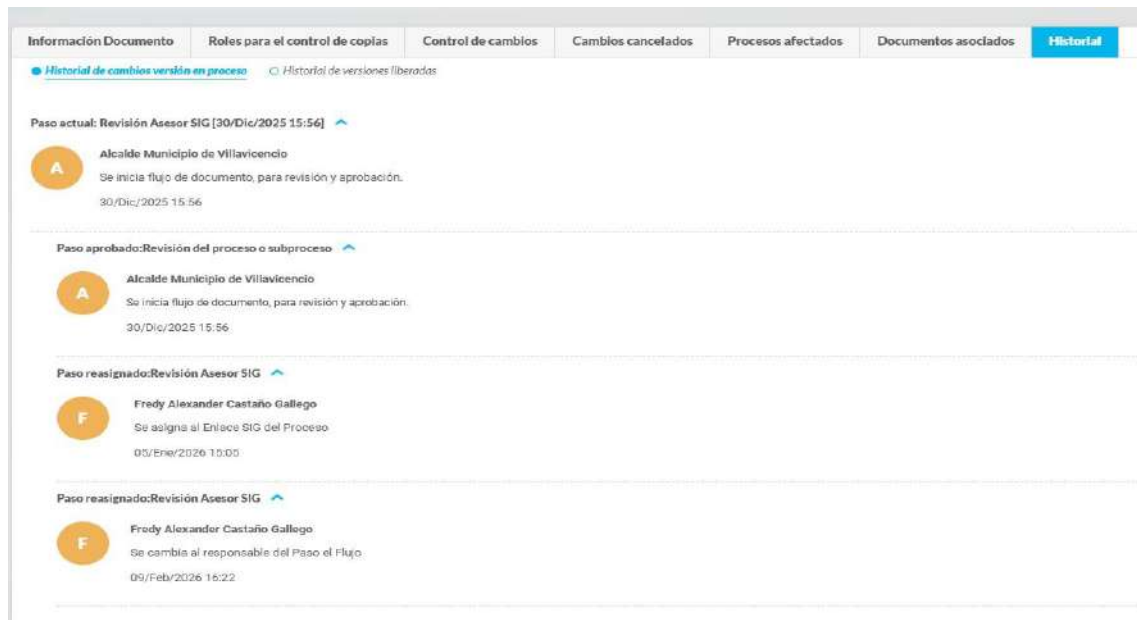 Información Documento Roles para el control de copias Control de cambios Cambios cancelados Procesos afectados Documentos asociados Historial
Historial de cambios versión en proceso Historial de versiones liberadas
Paso actual: Revisión Asesor SIG [30/Dic/2025 15:56]
A
Alcalde Municipio de Villavicencio
Se inicia flujo de documento, para revisión y aprobación.
30/Dic/2025 15:56
Paso aprobado:Revisión del proceso o subproceso
A
Alcalde Municipio de Villavicencio
Se inicia flujo de documento, para revisión y aprobación.
30/Dic/2025 15:56
Paso reasignado:Revisión Asesor SIG
F
Fredy Alexander Castaño Gallego
Se asigna al Enlace SIG del Proceso
05/Ene/2026 15:05
Paso reasignado:Revisión Asesor SIG
F
Fredy Alexander Castaño Gallego
Se cambia al responsable del Paso el Flujo
09/Feb/2026 16:22